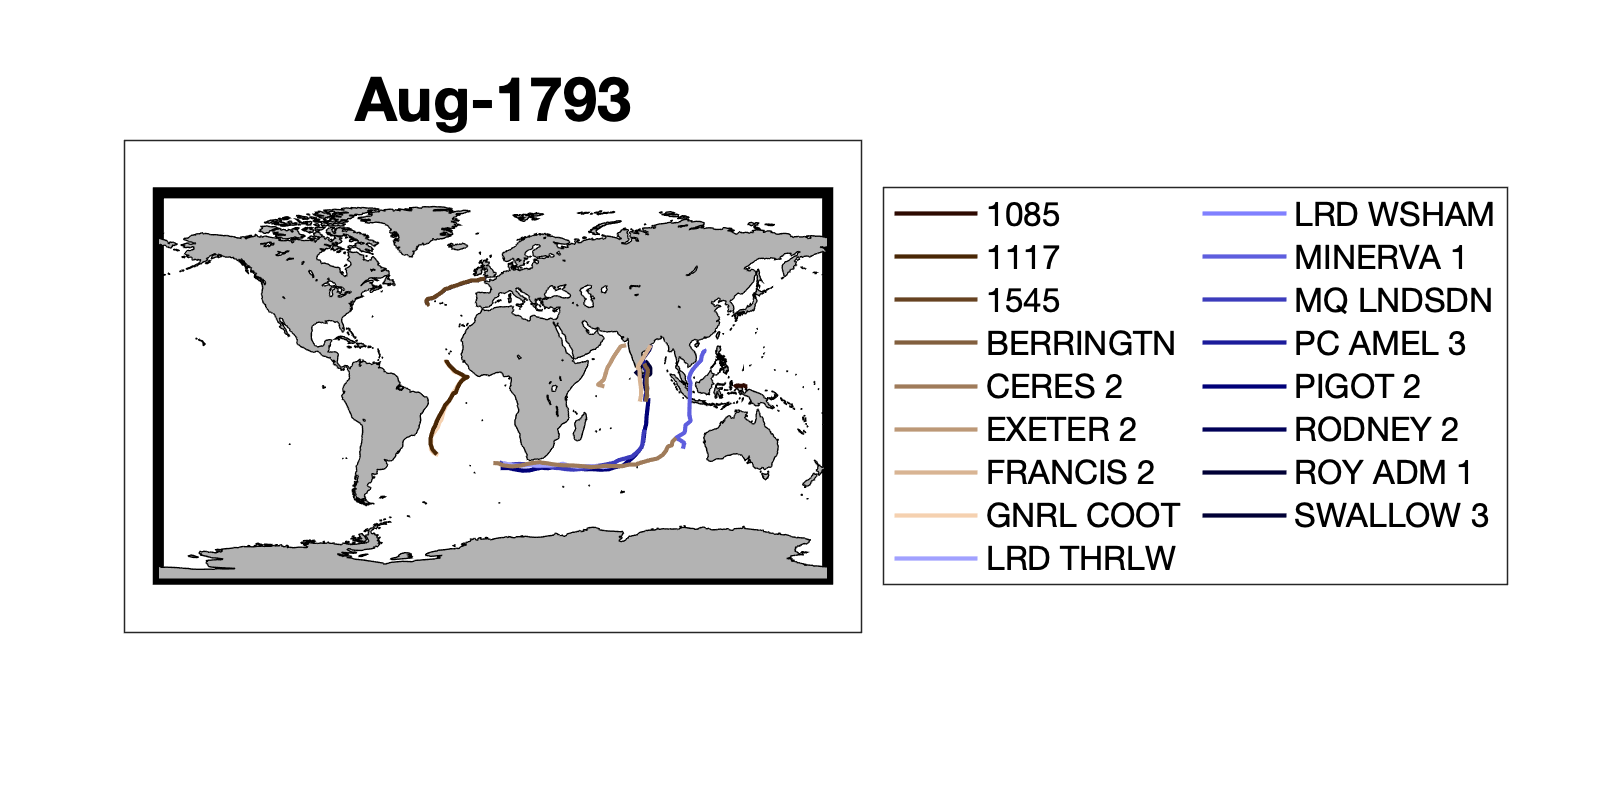 Aug-1793
1085
1117
1545
BERRINGTN
CERES 2
EXETER 2
FRANCIS 2
GNRL COOT
LRD THRLW
LRD WSHAM
MINERVA 1
MQ LNDSDN
PC AMEL 3
PIGOT 2
RODNEY 2
ROY ADM 1
SWALLOW 3